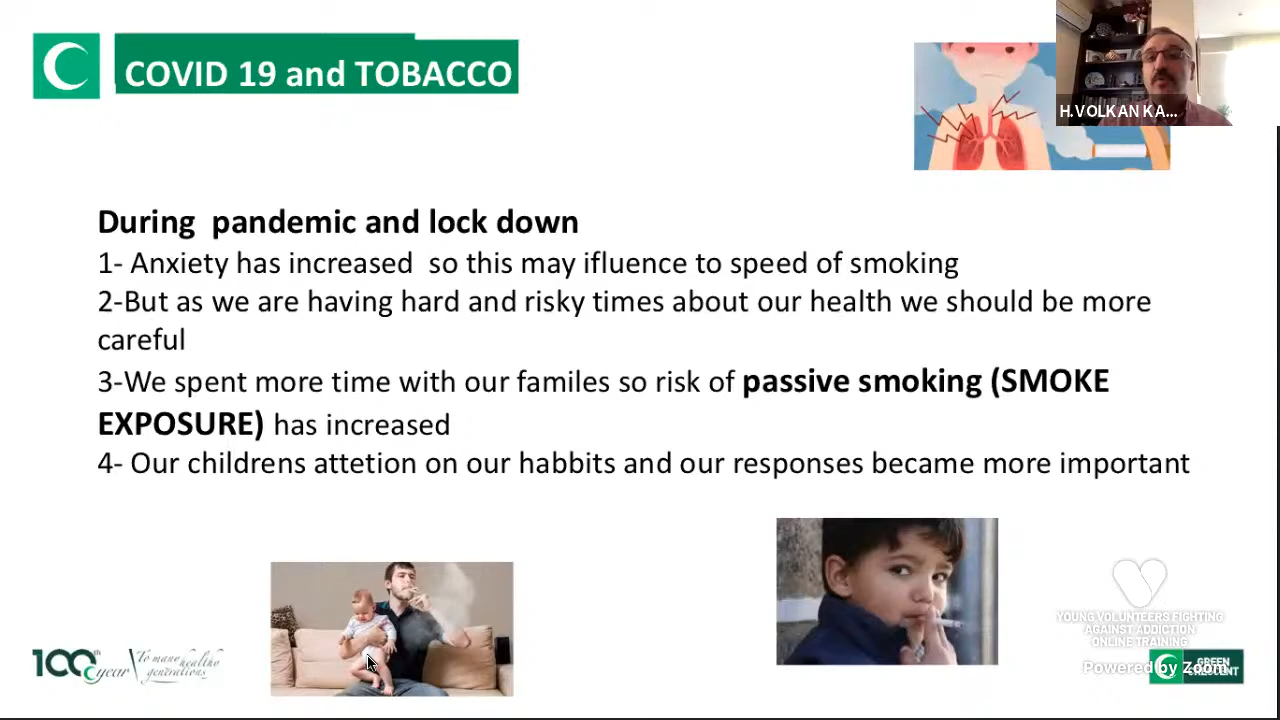 COVID 19 and TOBACCO
H.VOLKAN KA...
During pandemic and lock down
1- Anxiety has increased so this may ifluence to speed of smoking
2-But as we are having hard and risky times about our health we should be more
careful
3-We spent more time with our familes so risk of passive smoking (SMOKE
EXPOSURE) has increased
4- Our childrens attetion on our habbits and our responses became more important
100th year
To many healthy
generations
YOUNG VOLUNTEERS FIGHTING
AGAINST ADDICTION
ONLINE TRAINING
Powered by Zoom
GREEN
CRESCENT